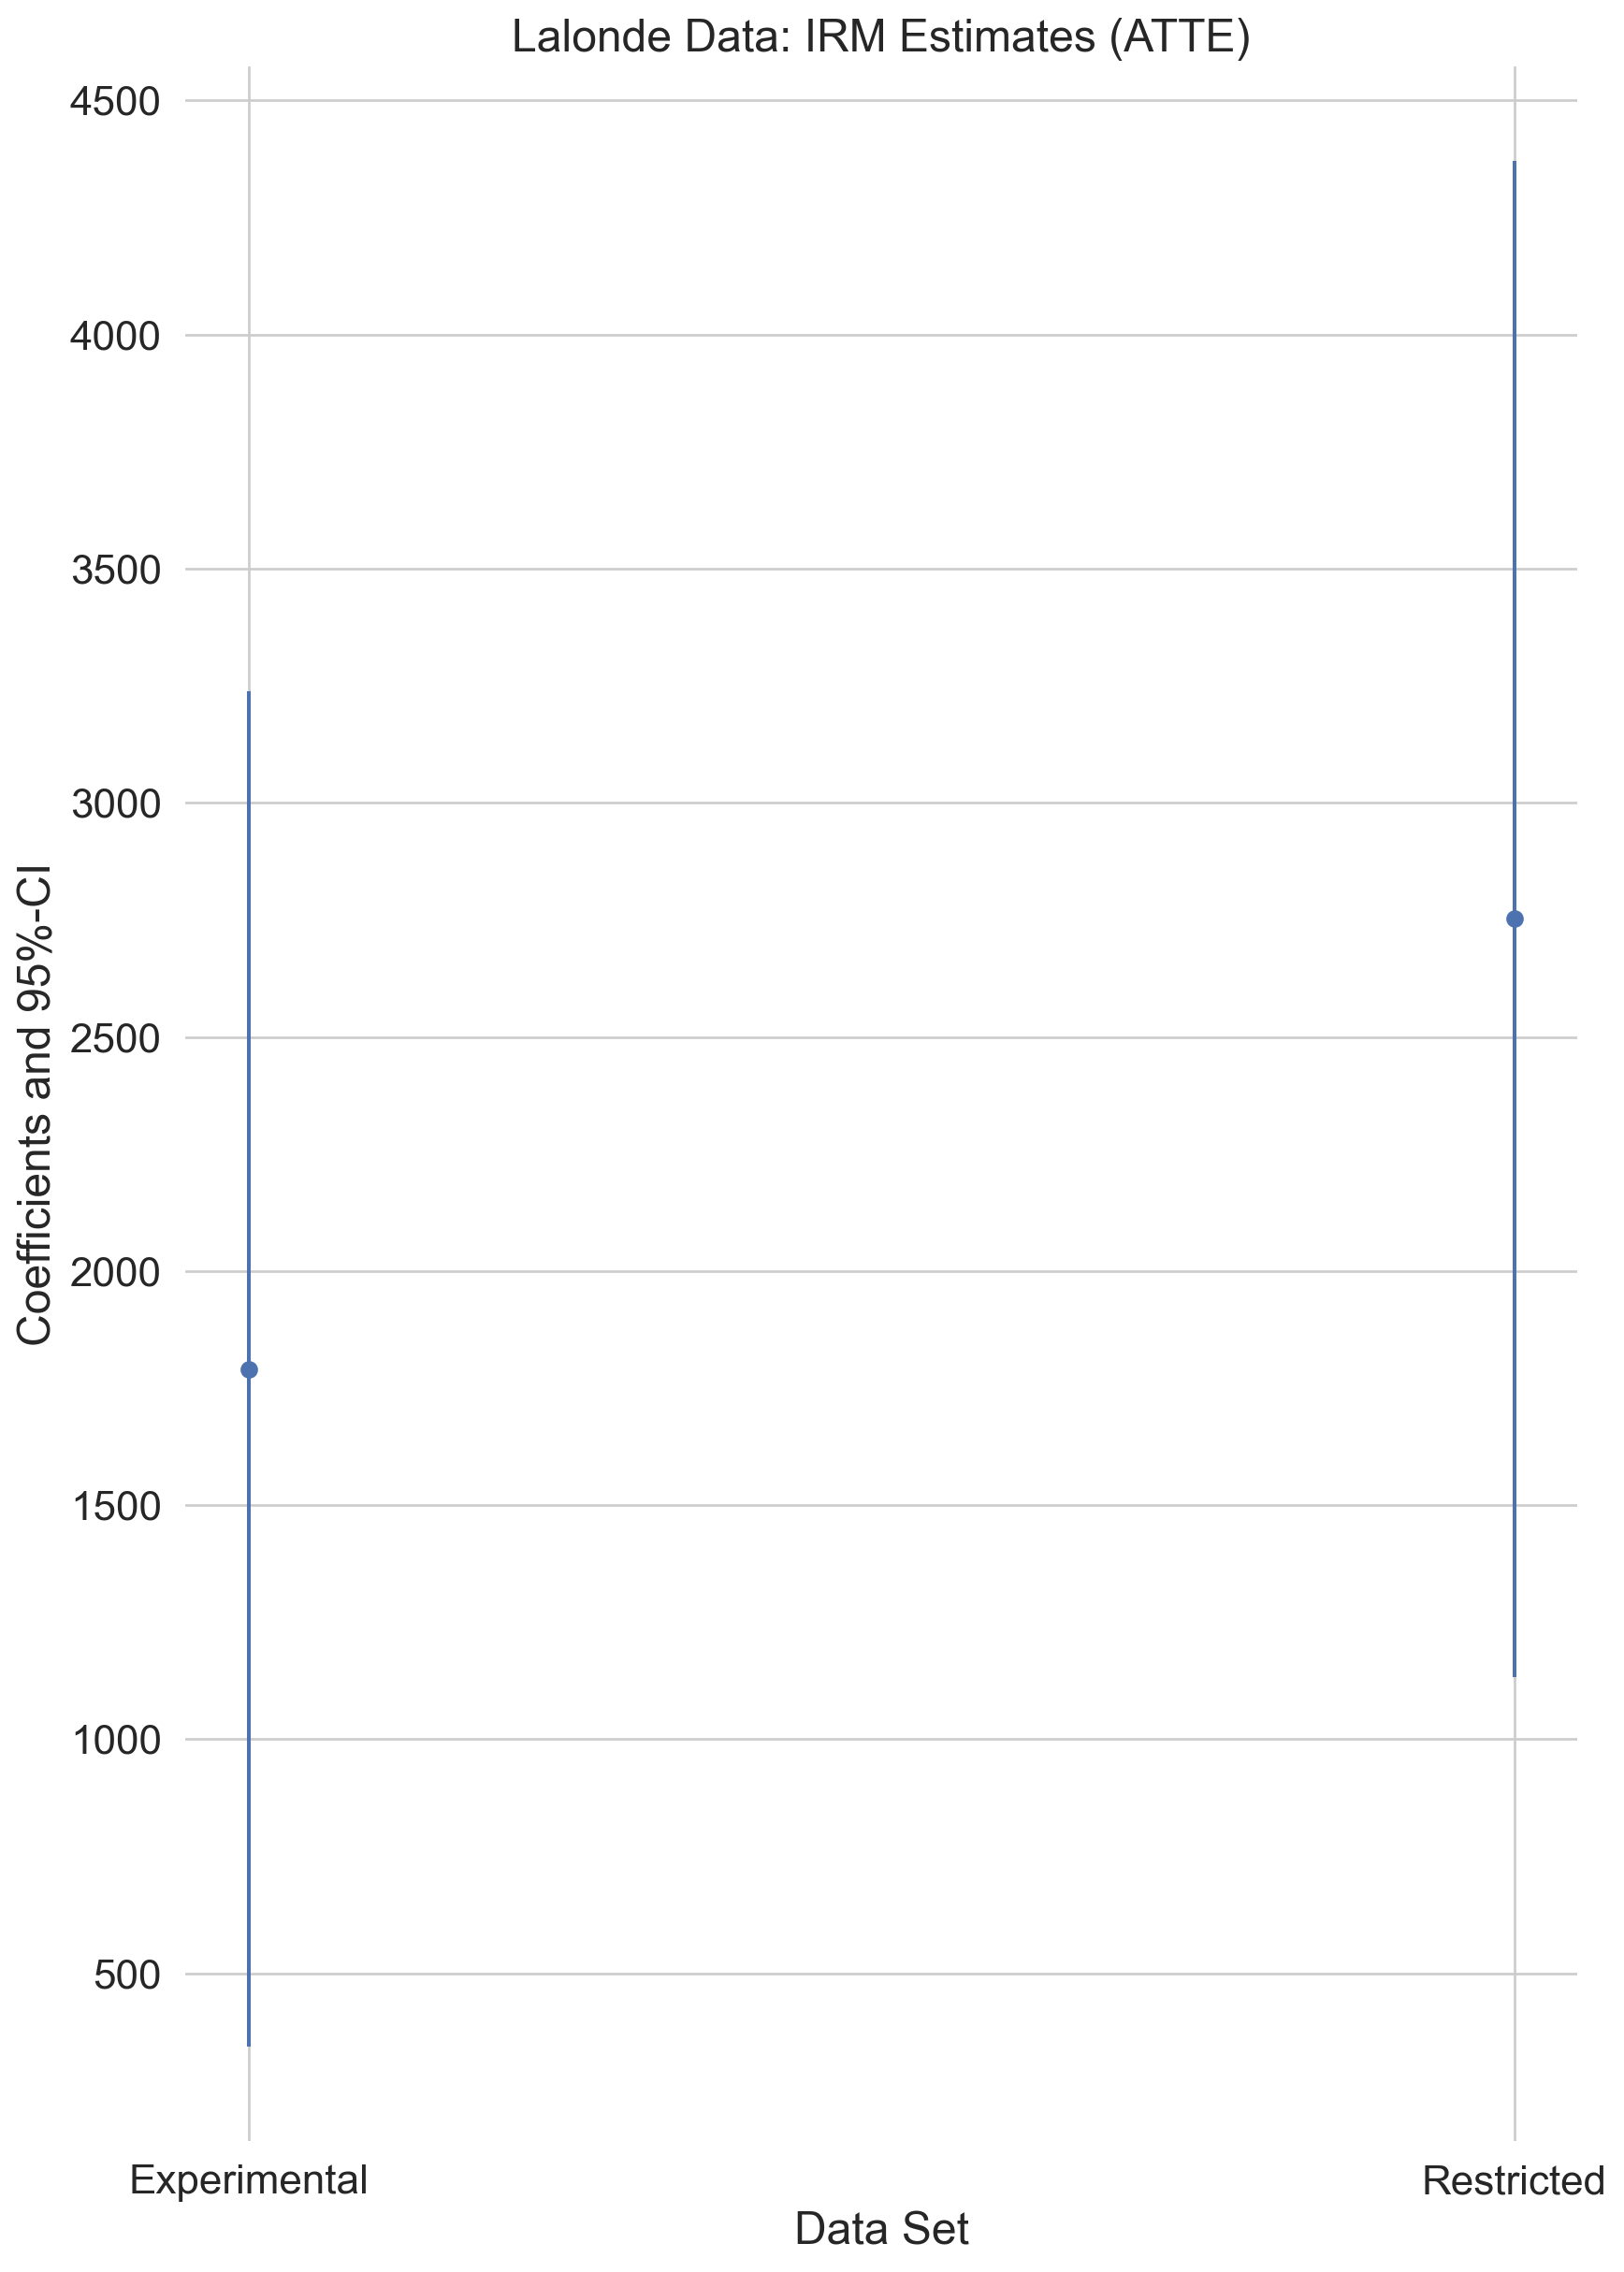 Lalonde Data: IRM Estimates (ATTE)
4500
4000
3500
3000
2500
2000
1500
1000
500
Coefficients and 95%-CI
Experimental
Restricted
Data Set